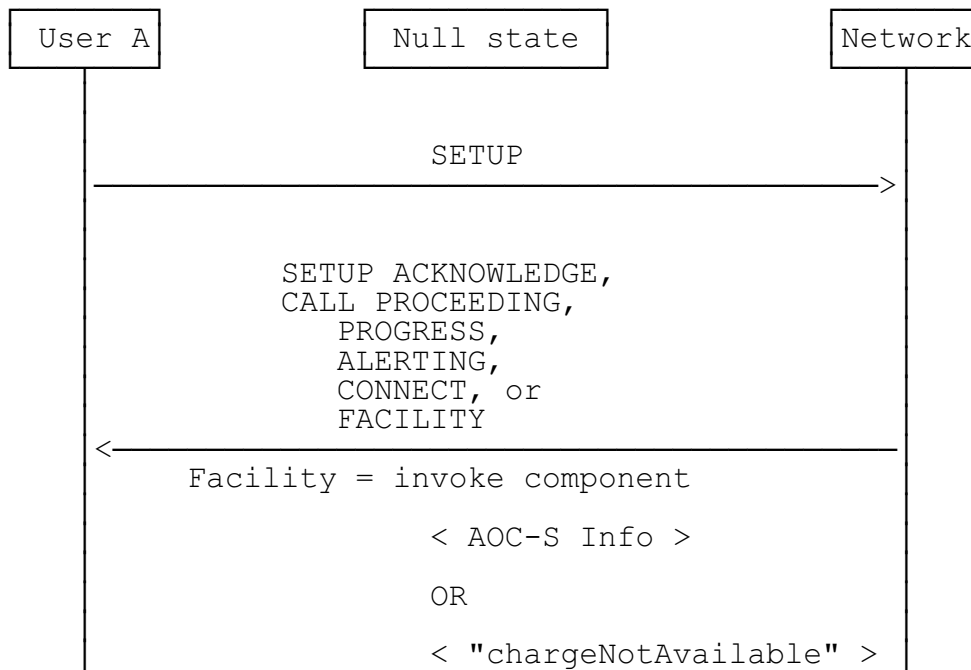 User A
Null state
Network
SETUP
SETUP ACKNOWLEDGE,
CALL PROCEEDING,
PROGRESS,
ALERTING,
CONNECT, or
FACILITY
Facility = invoke component
< AOC-S Info >
OR
< "chargeNotAvailable" >